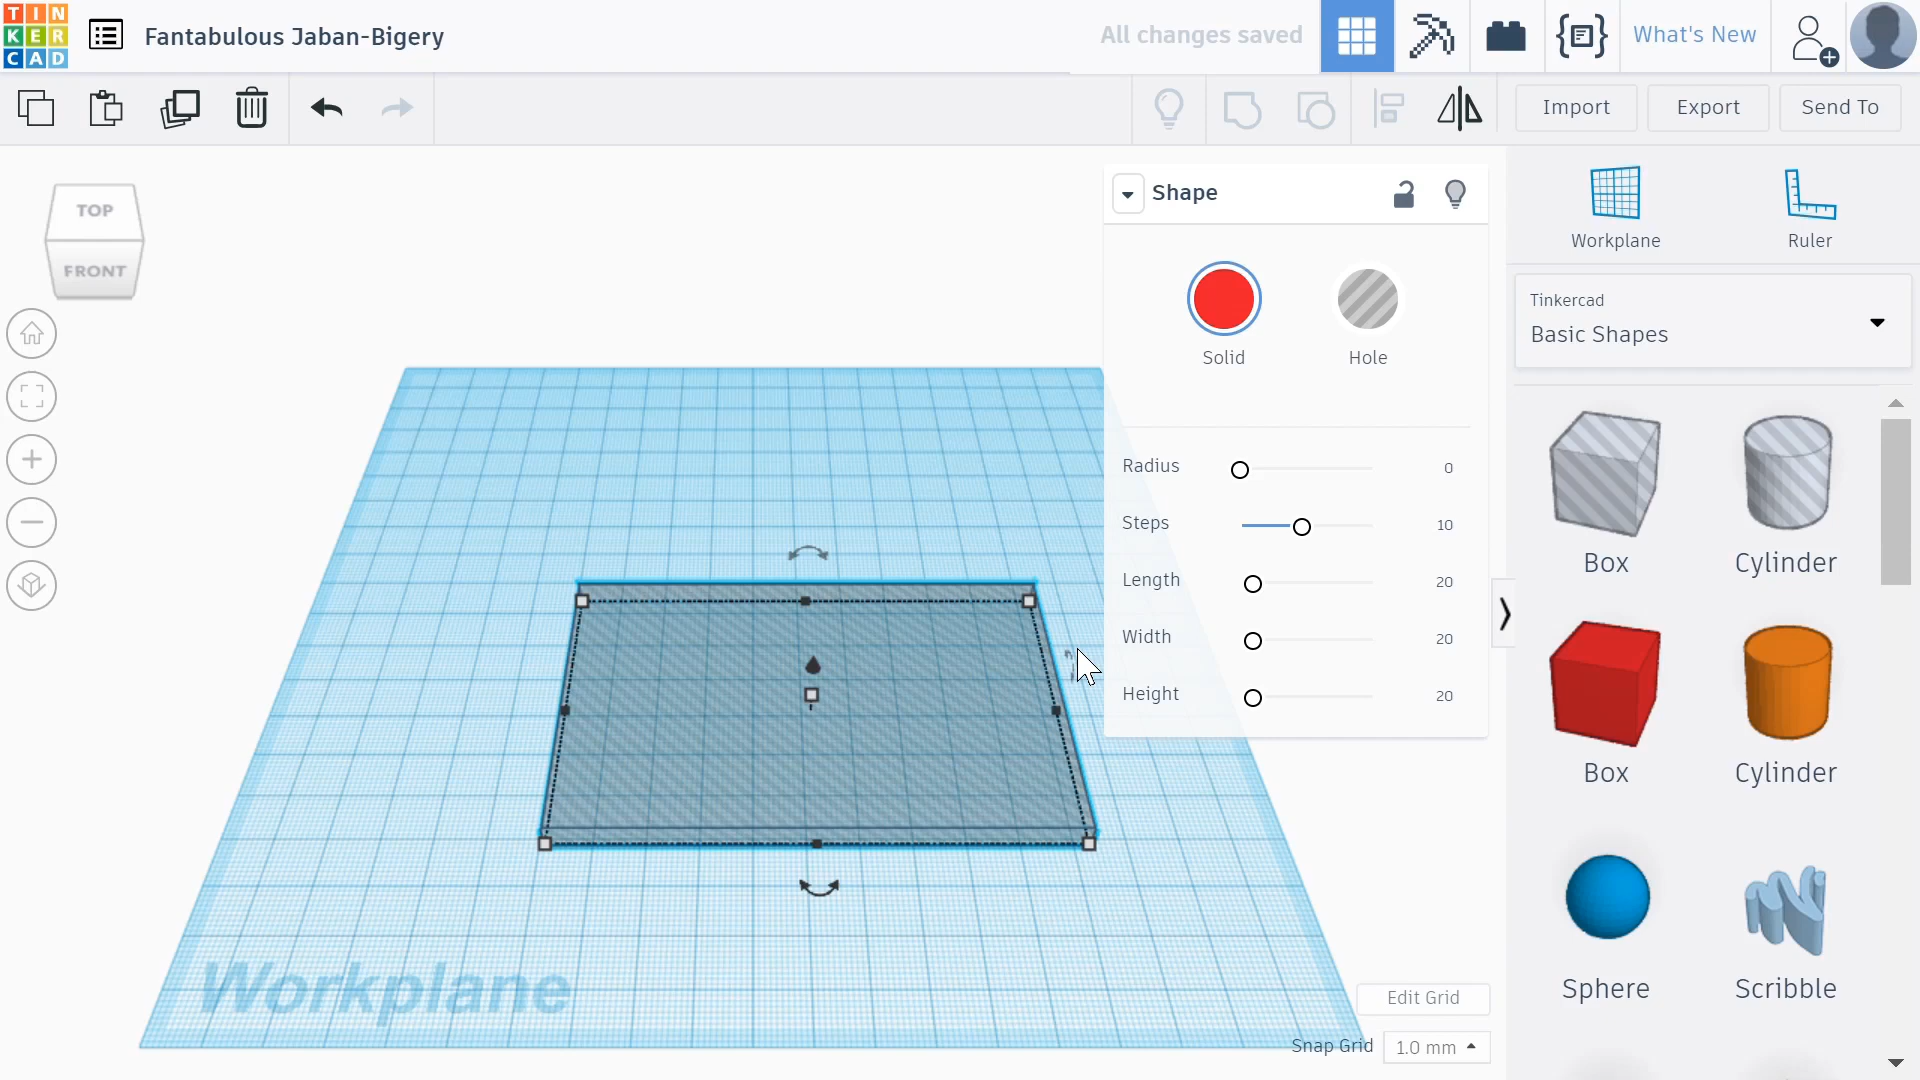 TIN
KER
CAD
Fantabulous Jaban-Bigery
All changes saved
What's New
Import
Export
Send To
TOP
FRONT
Shape
Solid
Hole
Radius 0
Steps 10
Length 20
Width 20
Height 20
Workplane
Ruler
Tinkercad
Basic Shapes
Box
Cylinder
Box
Cylinder
Sphere
Scribble
Workplane
Edit Grid
Snap Grid 1.0 mm